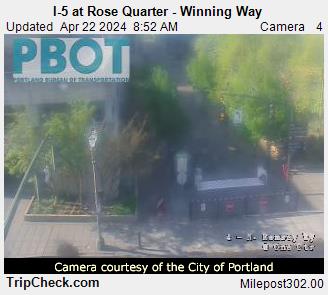 I-5 at Rose Quarter - Winning Way
Updated Apr 22 2024 8:52 AM Camera 4
PBOT
PORTLAND BUREAU OF TRANSPORTATION
Camera courtesy of the City of Portland
TripCheck.com Milepost302.00